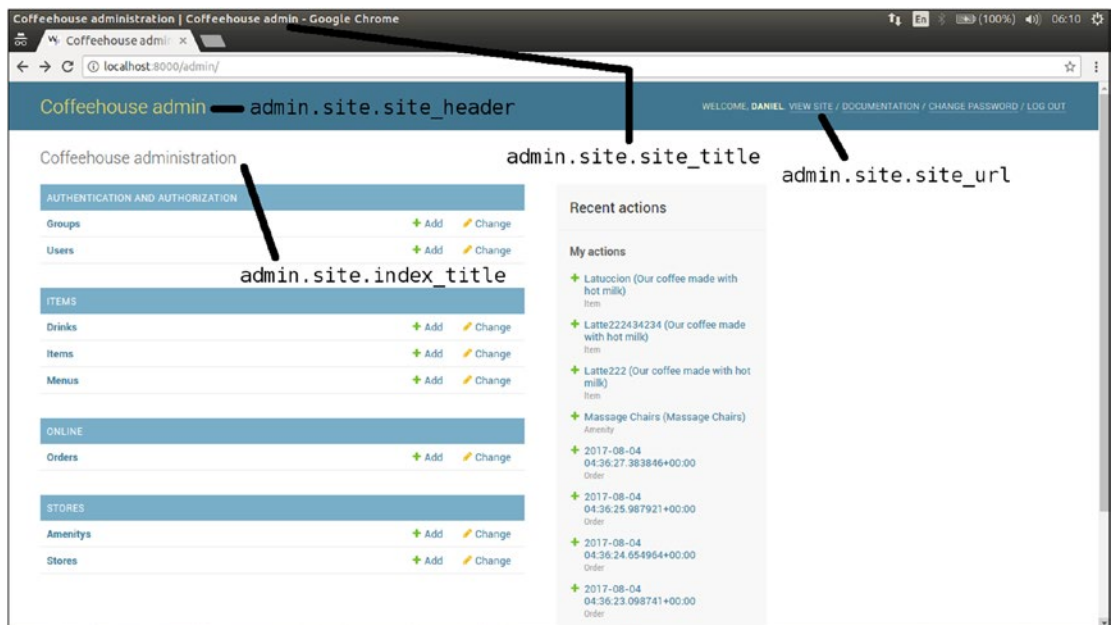 Coffeehouse administration | Coffeehouse admin - Google Chrome
En (100%) 06:10
Coffeehouse admin ×
localhost:8000/admin/
Coffeehouse admin admin.site.site_header
WELCOME, DANIEL. VIEW SITE / DOCUMENTATION / CHANGE PASSWORD / LOG OUT
admin.site.site_title
admin.site.site_url
Coffeehouse administration
admin.site.index_title
AUTHENTICATION AND AUTHORIZATION
Groups + Add Change
Users + Add Change
ITEMS
Drinks + Add Change
Items + Add Change
Menus + Add Change
ONLINE
Orders + Add Change
STORES
Amenitys + Add Change
Stores + Add Change
Recent actions
My actions
+ Latuccion (Our coffee made with
hot milk)
Item
+ Latte222434234 (Our coffee made
with hot milk)
Item
+ Latte222 (Our coffee made with hot
milk)
Item
+ Massage Chairs (Massage Chairs)
Amenity
+ 2017-08-04
04:36:27.383846+00:00
Order
+ 2017-08-04
04:36:25.987921+00:00
Order
+ 2017-08-04
04:36:24.654964+00:00
Order
+ 2017-08-04
04:36:23.098741+00:00
Order